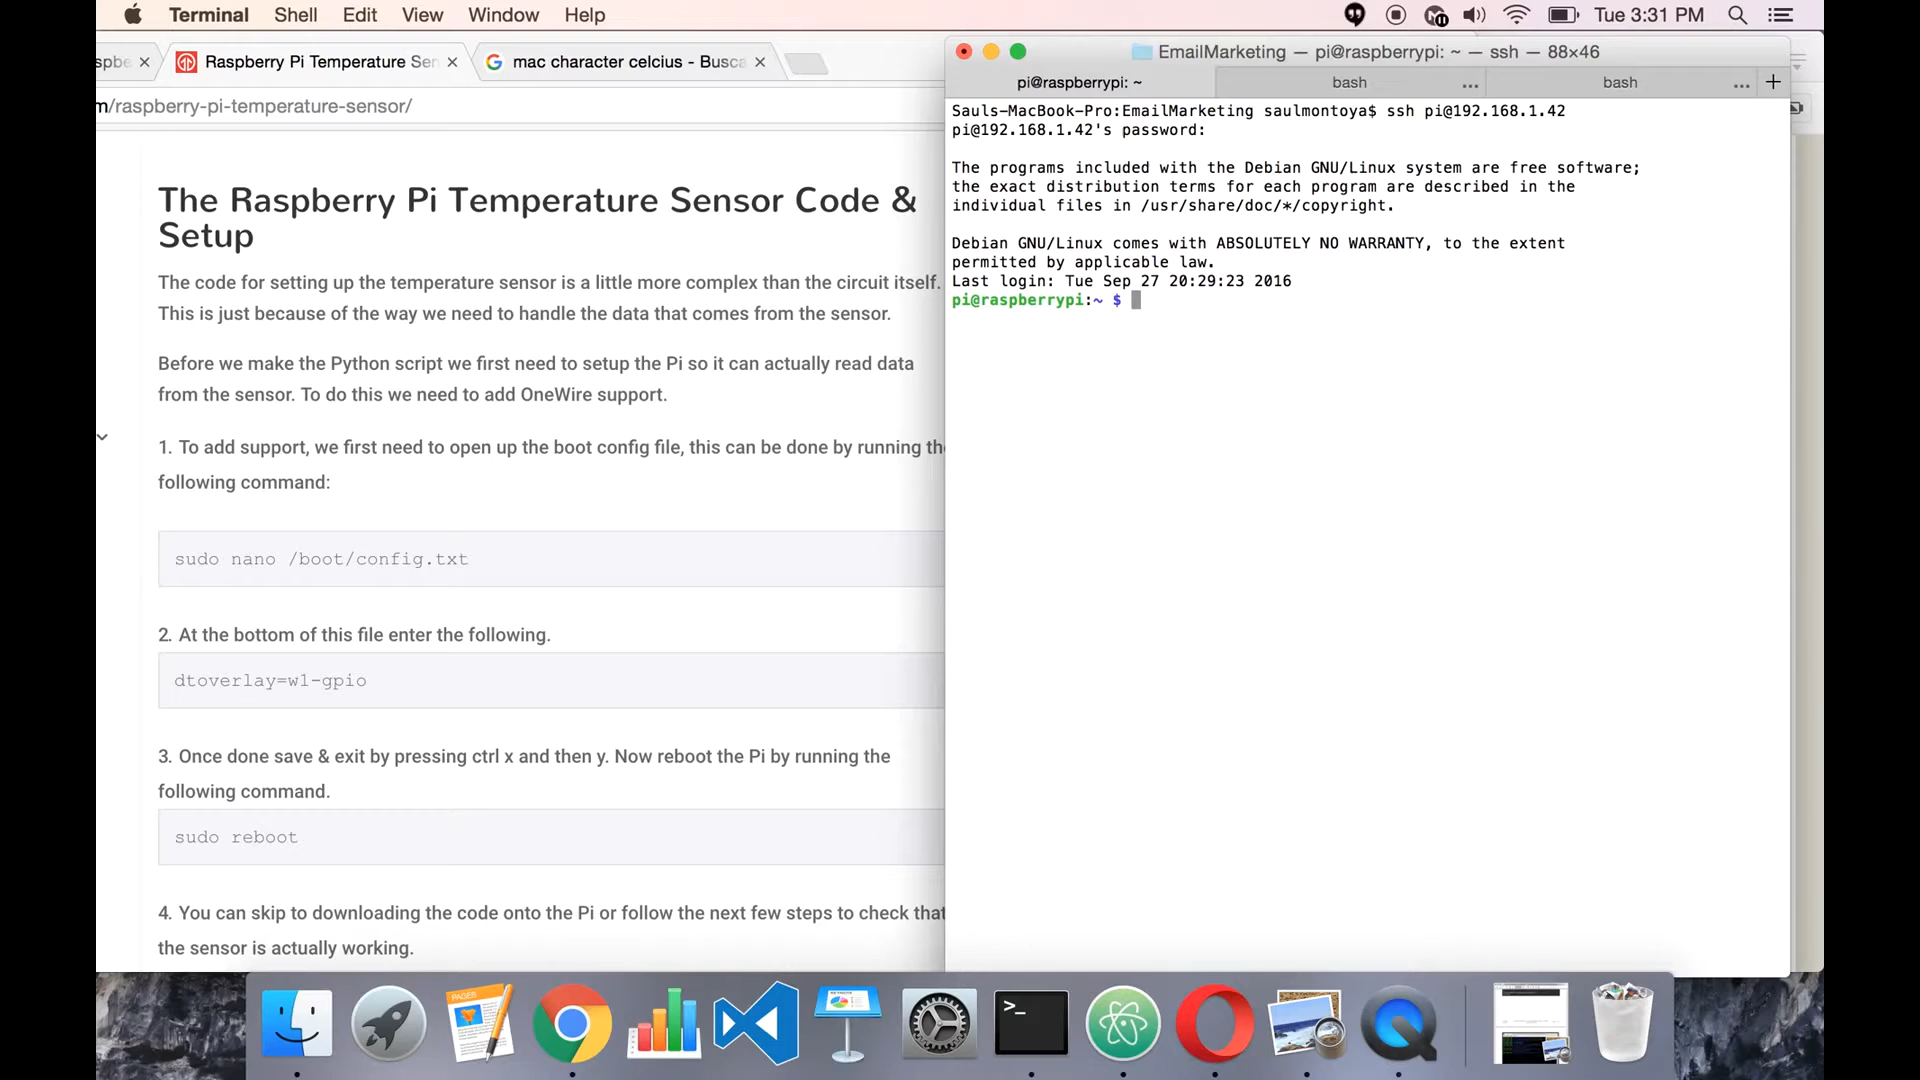 Terminal Shell Edit View Window Help Tue 3:31 PM
spbe Raspberry Pi Temperature Sen mac character celcius - Busca
m/raspberry-pi-temperature-sensor/
The Raspberry Pi Temperature Sensor Code &
Setup
The code for setting up the temperature sensor is a little more complex than the circuit itself.
This is just because of the way we need to handle the data that comes from the sensor.
Before we make the Python script we first need to setup the Pi so it can actually read data
from the sensor. To do this we need to add OneWire support.
1. To add support, we first need to open up the boot config file, this can be done by running the
following command:
sudo nano /boot/config.txt
2. At the bottom of this file enter the following.
dtoverlay=w1-gpio
3. Once done save & exit by pressing ctrl x and then y. Now reboot the Pi by running the
following command.
sudo reboot
4. You can skip to downloading the code onto the Pi or follow the next few steps to check that
the sensor is actually working.
EmailMarketing — pi@raspberrypi: ~ — ssh — 88×46
pi@raspberrypi: ~ bash ... bash ... +
Sauls-MacBook-Pro:EmailMarketing saulmontoya$ ssh pi@192.168.1.42
pi@192.168.1.42's password:
The programs included with the Debian GNU/Linux system are free software;
the exact distribution terms for each program are described in the
individual files in /usr/share/doc/*/copyright.
Debian GNU/Linux comes with ABSOLUTELY NO WARRANTY, to the extent
permitted by applicable law.
Last login: Tue Sep 27 20:29:23 2016
pi@raspberrypi:~ $
PAGES
>_